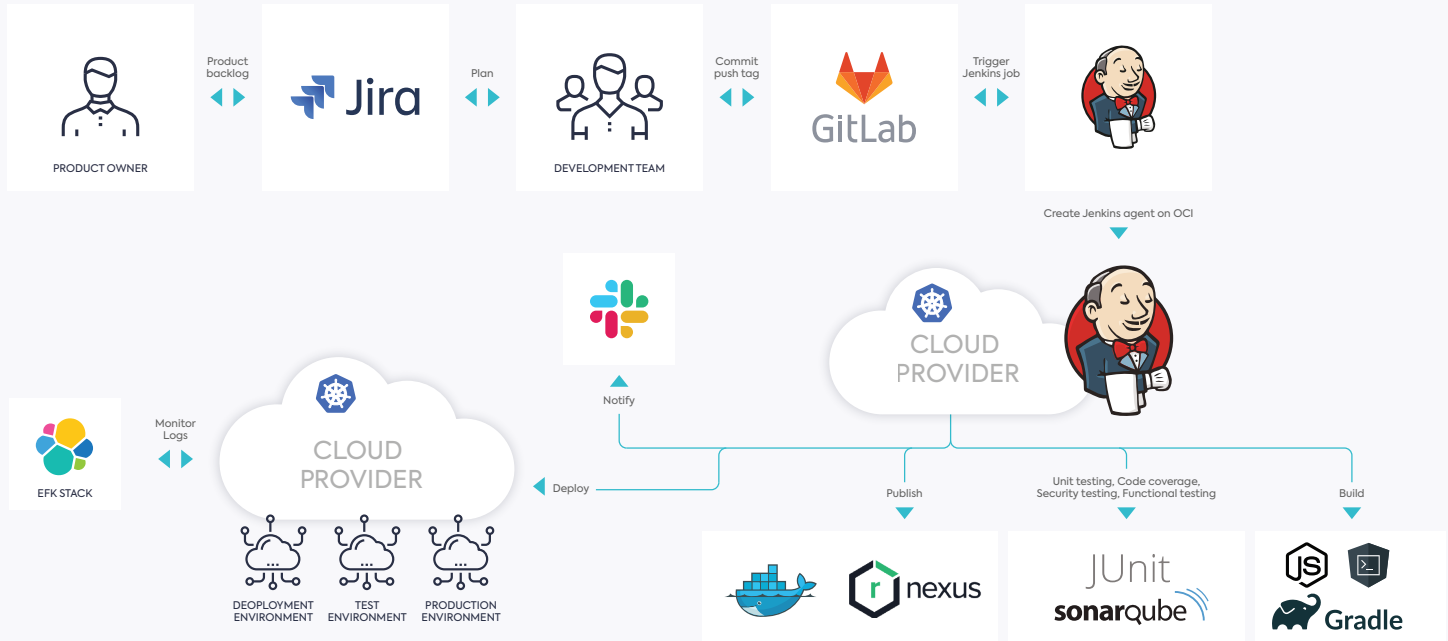 Product
backlog
Jira
PRODUCT OWNER
Plan
DEVELOPMENT TEAM
Commit
push tag
GitLab
Trigger
Jenkins job
Create Jenkins agent on OCI
CLOUD
PROVIDER
Notify
Monitor
Logs
EFK STACK
CLOUD
PROVIDER
Deploy
DEOPLOYMENT
ENVIRONMENT
TEST
ENVIRONMENT
PRODUCTION
ENVIRONMENT
Publish
Unit testing, Code coverage,
Security testing, Functional testing
Build
r nexus
JUnit
sonarqube
JS
>_
Gradle